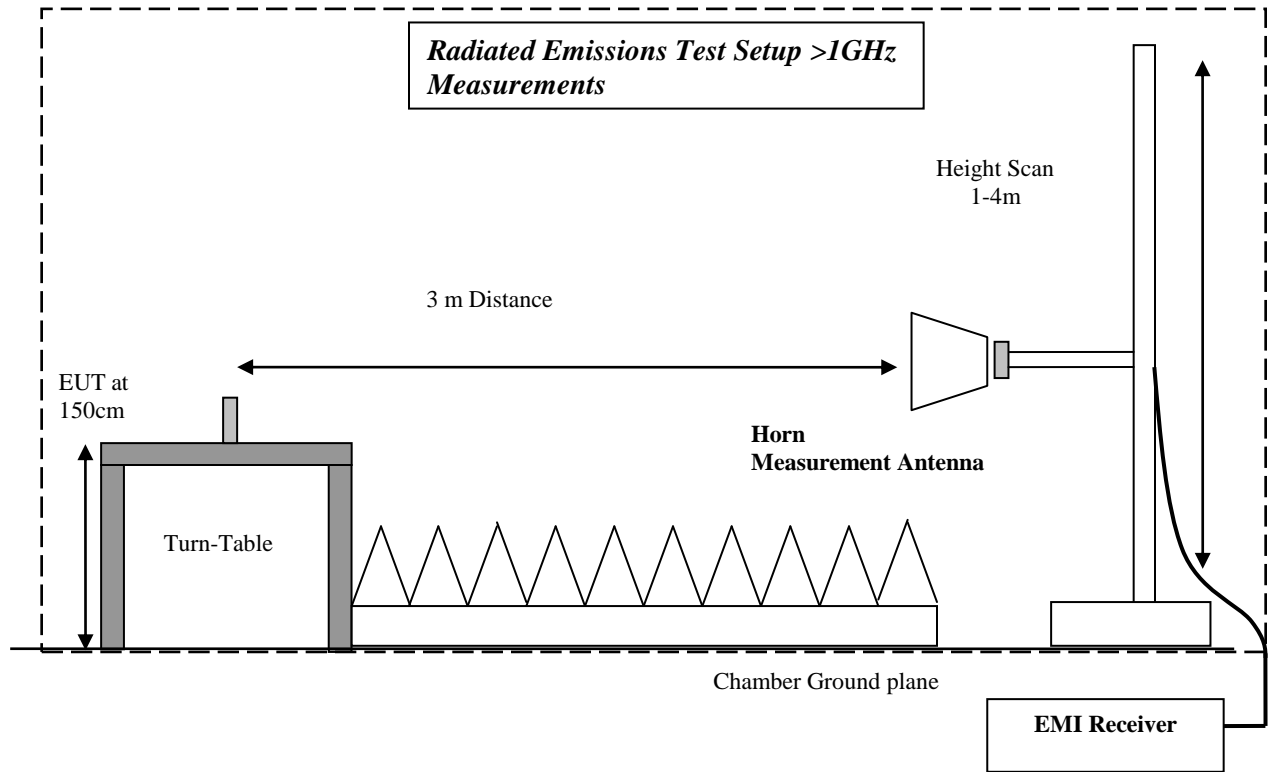 Radiated Emissions Test Setup >1GHz
Measurements
Height Scan
1-4m
3 m Distance
EUT at
150cm
Horn
Measurement Antenna
Turn-Table
Chamber Ground plane
EMI Receiver